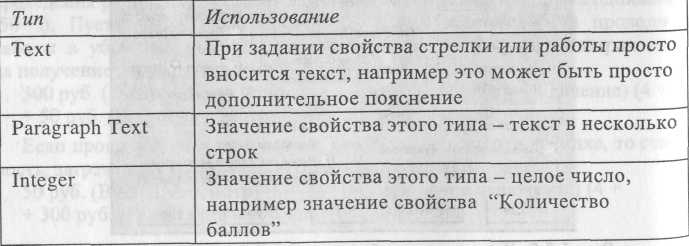 Тип Использование
Text При задании свойства стрелки или работы просто
вносится текст, например это может быть просто
дополнительное пояснение
Paragraph Text Значение свойства этого типа – текст в несколько
строк
Integer Значение свойства этого типа – целое число,
например значение свойства “Количество
баллов”